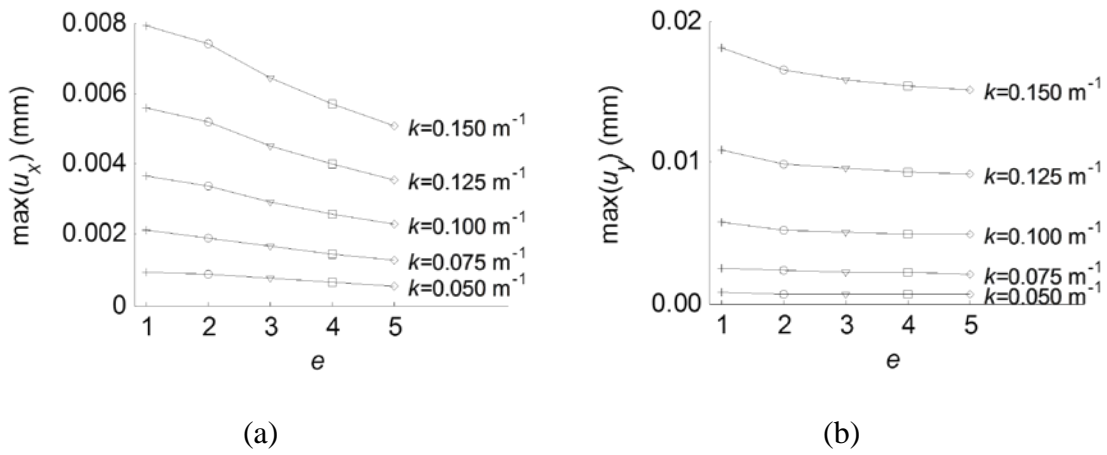 max(uₓ) (mm)
0.008
0.006
0.004
0.002
0
1 2 3 4 5
e
k=0.150 m⁻¹
k=0.125 m⁻¹
k=0.100 m⁻¹
k=0.075 m⁻¹
k=0.050 m⁻¹
(a)
max(u_y) (mm)
0.02
0.01
0.00
1 2 3 4 5
e
k=0.150 m⁻¹
k=0.125 m⁻¹
k=0.100 m⁻¹
k=0.075 m⁻¹
k=0.050 m⁻¹
(b)